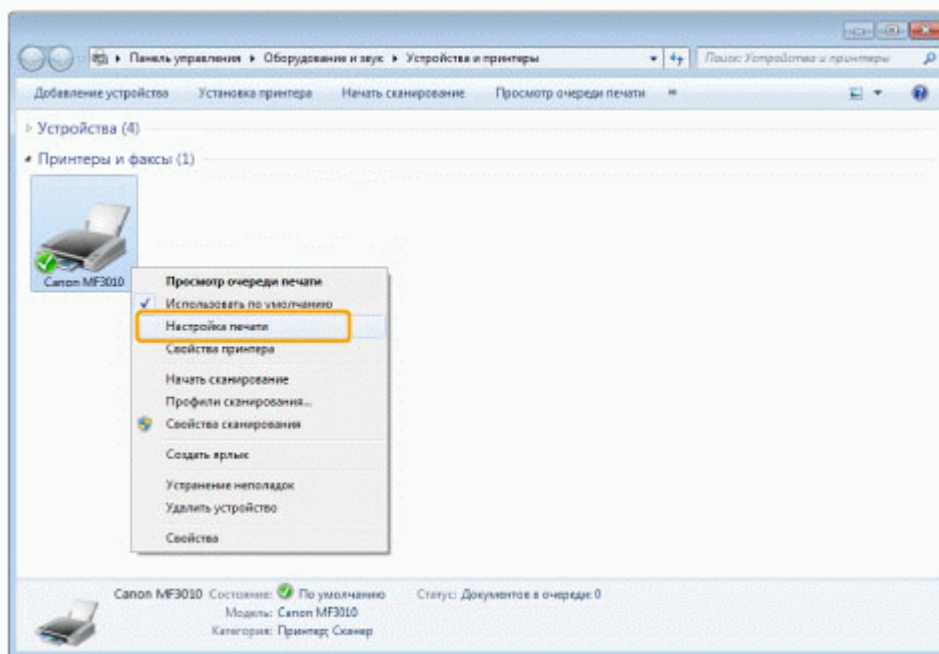 Панель управления ▸ Оборудование и звук ▸ Устройства и принтеры
Поиск: Устройства и принтеры
Добавление устройства Установка принтера Начать сканирование Просмотр очереди печати »
Устройства (4)
Принтеры и факсы (1)
Canon MF3010
Просмотр очереди печати
Использовать по умолчанию
Настройка печати
Свойства принтера
Начать сканирование
Профили сканирования...
Свойства сканирования
Создать ярлык
Устранение неполадок
Удалить устройство
Свойства
Canon MF3010 Состояние: По умолчанию Статус: Документов в очереди: 0
Модель: Canon MF3010
Категория: Принтер; Сканер